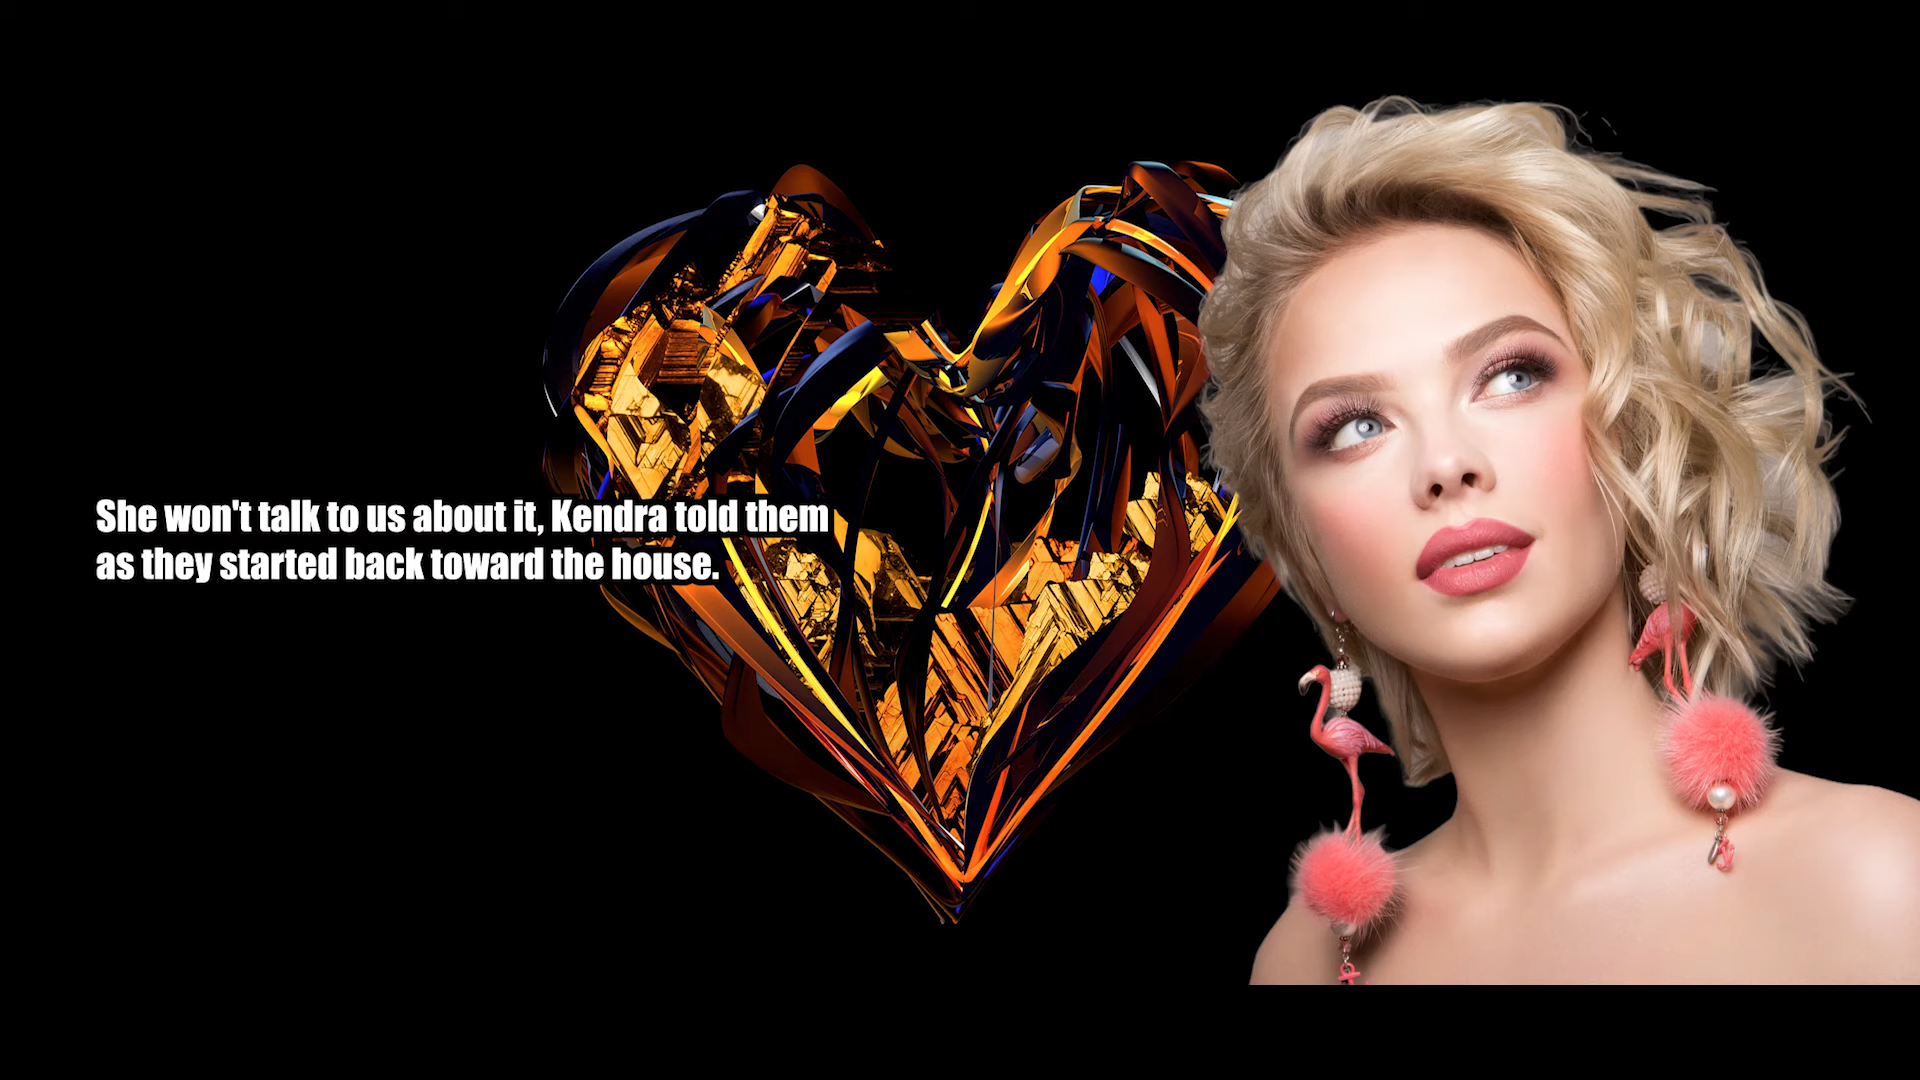 She won't talk to us about it, Kendra told them
as they started back toward the house.